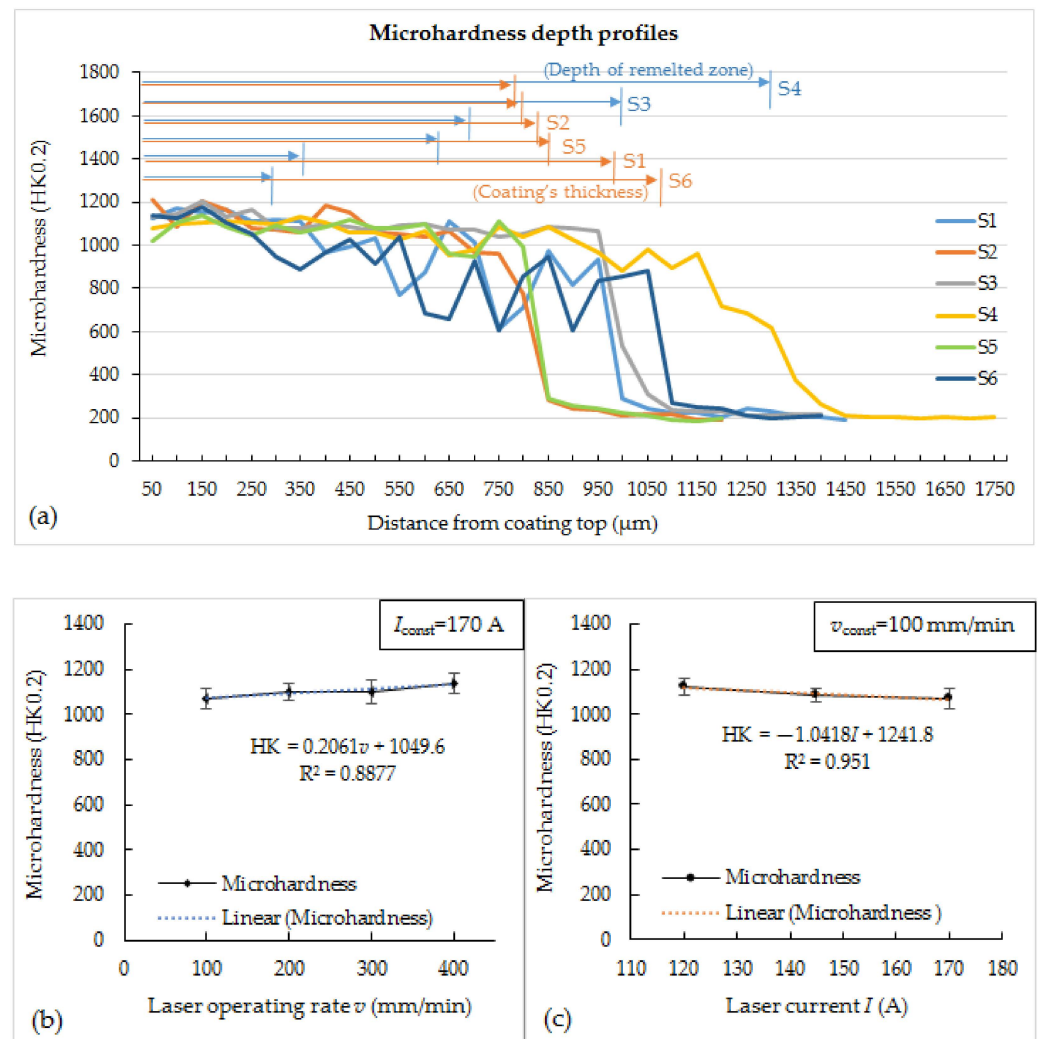 Microhardness depth profiles
1800
1600
1400
1200
1000
800
600
400
200
0
Microhardness (HK0.2)
(Depth of remelted zone)
S4
S3
S2
S5
S1
S6
(Coating's thickness)
S1
S2
S3
S4
S5
S6
50 150 250 350 450 550 650 750 850 950 1050 1150 1250 1350 1450 1550 1650 1750
Distance from coating top (μm)
(a)
1400
1200
1000
800
600
400
200
0
Microhardness (HK0.2)
Iconst=170 A
HK = 0.2061v + 1049.6
R² = 0.8877
Microhardness
Linear (Microhardness)
0 100 200 300 400
Laser operating rate v (mm/min)
(b)
1400
1200
1000
800
600
400
200
0
Microhardness (HK0.2)
vconst=100 mm/min
HK = −1.0418I + 1241.8
R² = 0.951
Microhardness
Linear (Microhardness )
110 120 130 140 150 160 170 180
Laser current I (A)
(c)